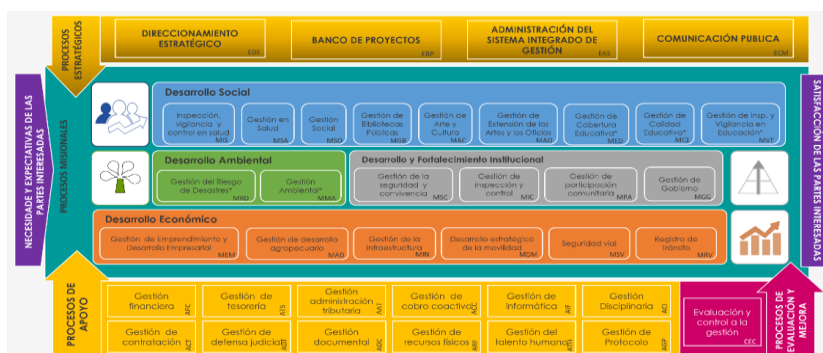 PROCESOS
ESTRATÉGICOS
DIRECCIONAMIENTO
ESTRATÉGICO
EDE
BANCO DE PROYECTOS
EBP
ADMINISTRACIÓN DEL
SISTEMA INTEGRADO DE
GESTIÓN
EAS
COMUNICACIÓN PUBLICA
ECM
NECESIDADE Y EXPECTATIVAS DE LAS
PARTES INTERESADAS
PROCESOS MISIONALES
Desarrollo Social
Inspección,
vigilancia y
control en salud
MIS
Gestión en
Salud
MSA
Gestión
Social
MSO
Gestión de
Bibliotecas
Públicas
MGB
Gestión de
Arte y
Cultura
MAC
Gestión de
Extensión de las
Artes y los Oficios
MAO
Gestión de
Cobertura
Educativa*
MED
Gestión de
Calidad
Educativa*
MCE
Gestión de Insp. y
Vigilancia en
Educación*
MVE
Desarrollo Ambiental
Gestión del Riesgo
de Desastres*
MRD
Gestión
Ambiental*
MMA
Desarrollo y Fortalecimiento Institucional
Gestión de la
seguridad y
convivencia
MSC
Gestión de
inspección y
control
MIC
Gestión de
participación
comunitaria
MPA
Gestión de
Gobierno
MGG
Desarrollo Económico
Gestión de Emprendimiento y
Desarrollo Empresarial
MEM
Gestión de desarrollo
agropecuario
MAD
Gestión de la
infraestructura
MIN
Desarrollo estratégico
de la movilidad
MDM
Seguridad vial
MSV
Registro de
Tránsito
MRV
SATISFACCIÓN DE LAS PARTES INTERESADAS
PROCESOS DE
APOYO
Gestión
financiera
AFC
Gestión de
tesorería
ATS
Gestión
administración
tributaria
AAT
Gestión de
cobro coactivo
ACC
Gestión de
informática
AIF
Gestión
Disciplinaria
ACI
Gestión de
contratación
ACT
Gestión de
defensa judicial
ADJ
Gestión
documental
ADC
Gestión de
recursos físicos
ARF
Gestión del
talento humano
ATH
Gestión de
Protocolo
AGP
Evaluación y
control a la
gestión
CEC
PROCESOS DE
EVALUACIÓN Y
MEJORA